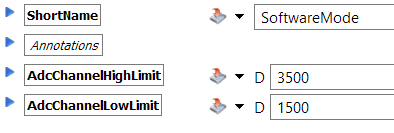 ShortName SoftwareMode
Annotations
AdcChannelHighLimit D 3500
AdcChannelLowLimit D 1500